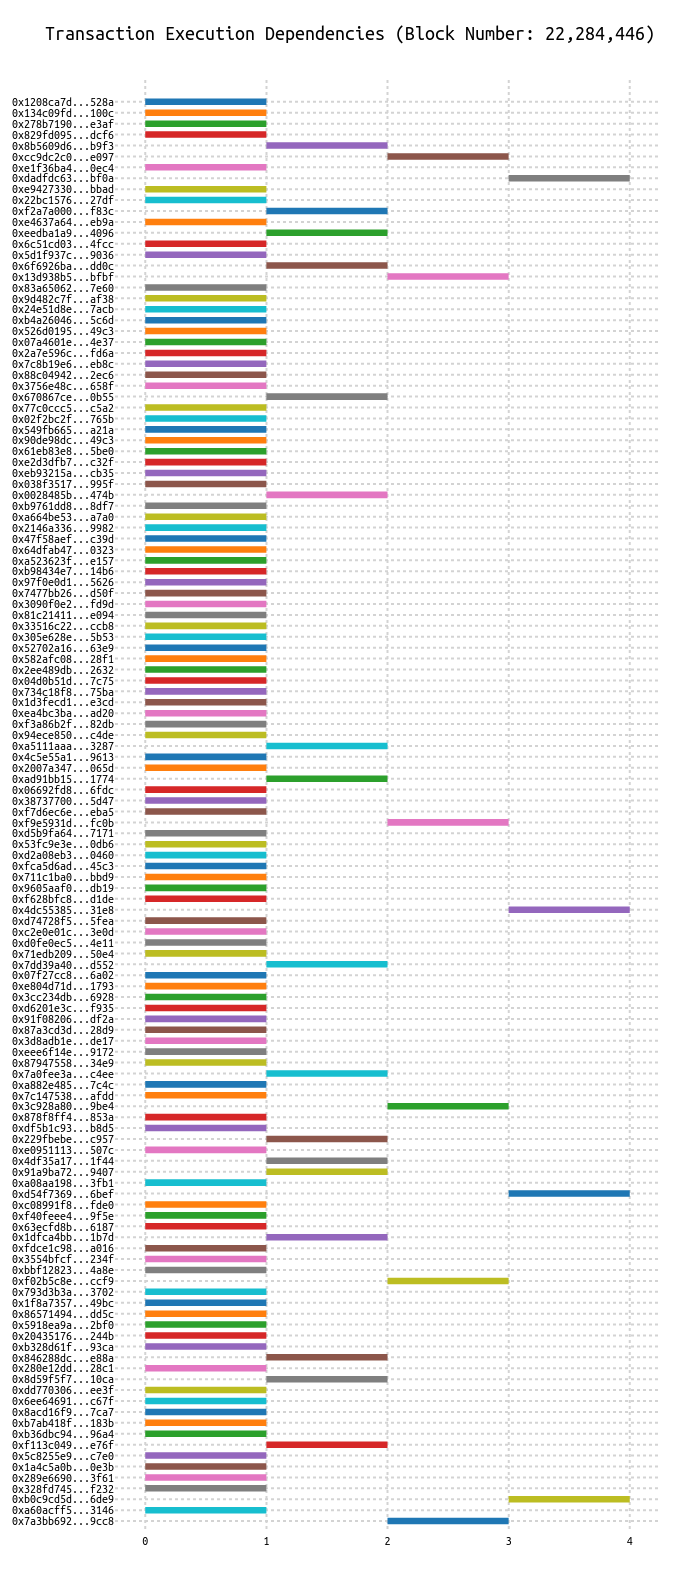 Transaction Execution Dependencies (Block Number: 22,284,446)
0x1208ca7d...528a
0x134c09fd...100c
0x278b7190...e3af
0x829fd095...dcf6
0x8b5609d6...b9f3
0xcc9dc2c0...e097
0xe1f36ba4...0ec4
0xdadfdc63...bf0a
0xe9427330...bbad
0x22bc1576...27df
0xf2a7a000...f83c
0xe4637a64...eb9a
0xeedba1a9...4096
0x6c51cd03...4fcc
0x5d1f937c...9036
0x6f6926ba...dd0c
0x13d938b5...bfbf
0x83a65062...7e60
0x9d482c7f...af38
0x24e51d8e...7acb
0xb4a26046...5c6d
0x526d0195...49c3
0x07a4601e...4e37
0x2a7e596c...fd6a
0x7c8b19e6...eb8c
0x88c04942...2ec6
0x3756e48c...658f
0x670867ce...0b55
0x77c0ccc5...c5a2
0x02f2bc2f...765b
0x549fb665...a21a
0x90de98dc...49c3
0x61eb83e8...5be0
0xe2d3dfb7...c32f
0xeb93215a...cb35
0x038f3517...995f
0x0028485b...474b
0xb9761dd8...8df7
0xa664be53...a7a0
0x2146a336...9982
0x47f58aef...c39d
0x64dfab47...0323
0xa523623f...e157
0xb98434e7...14b6
0x97f0e0d1...5626
0x7477bb26...d50f
0x3090f0e2...fd9d
0x81c21411...e094
0x33516c22...ccb8
0x305e628e...5b53
0x52702a16...63e9
0x582afc08...28f1
0x2ee489db...2632
0x04d0b51d...7c75
0x734c18f8...75ba
0x1d3fecd1...e3cd
0xea4bc3ba...ad20
0xf3a86b2f...82db
0x94ece850...c4de
0xa5111aaa...3287
0x4c5e55a1...9613
0x2007a347...065d
0xad91bb15...1774
0x06692fd8...6fdc
0x38737700...5d47
0xf7d6ec6e...eba5
0xf9e5931d...fc0b
0xd5b9fa64...7171
0x53fc9e3e...0db6
0xd2a08eb3...0460
0xfca5d6ad...45c3
0x711c1ba0...bbd9
0x9605aaf0...db19
0xf628bfc8...d1de
0x4dc55385...31e8
0xd74728f5...5fea
0xc2e0e01c...3e0d
0xd0fe0ec5...4e11
0x71edb209...50e4
0x7dd39a40...d552
0x07f27cc8...6a02
0xe804d71d...1793
0x3cc234db...6928
0xd6201e3c...f935
0x91f08206...df2a
0x87a3cd3d...28d9
0x3d8adb1e...de17
0xeee6f14e...9172
0x87947558...34e9
0x7a0fee3a...c4ee
0xa882e485...7c4c
0x7c147538...afdd
0x3c928a80...9be4
0x878f8ff4...853a
0xdf5b1c93...b8d5
0x229fbebe...c957
0xe0951113...507c
0x4df35a17...1f44
0x91a9ba72...9407
0xa08aa198...3fb1
0xd54f7369...6bef
0xc08991f8...fde0
0xf40feee4...9f5e
0x63ecfd8b...6187
0x1dfca4bb...1b7d
0xfdce1c98...a016
0x3554bfcf...234f
0xbbf12823...4a8e
0xf02b5c8e...ccf9
0x793d3b3a...3702
0x1f8a7357...49bc
0x86571494...dd5c
0x5918ea9a...2bf0
0x20435176...244b
0xb328d61f...93ca
0x846288dc...e88a
0x280e12dd...28c1
0x8d59f5f7...10ca
0xdd770306...ee3f
0x6ee64691...c67f
0x8acd16f9...7ca7
0xb7ab418f...183b
0xb36dbc94...96a4
0xf113c049...e76f
0x5c8255e9...c7e0
0x1a4c5a0b...0e3b
0x289e6690...3f61
0x328fd745...f232
0xb0c9cd5d...6de9
0xa60acff5...3146
0x7a3bb692...9cc8
0 1 2 3 4